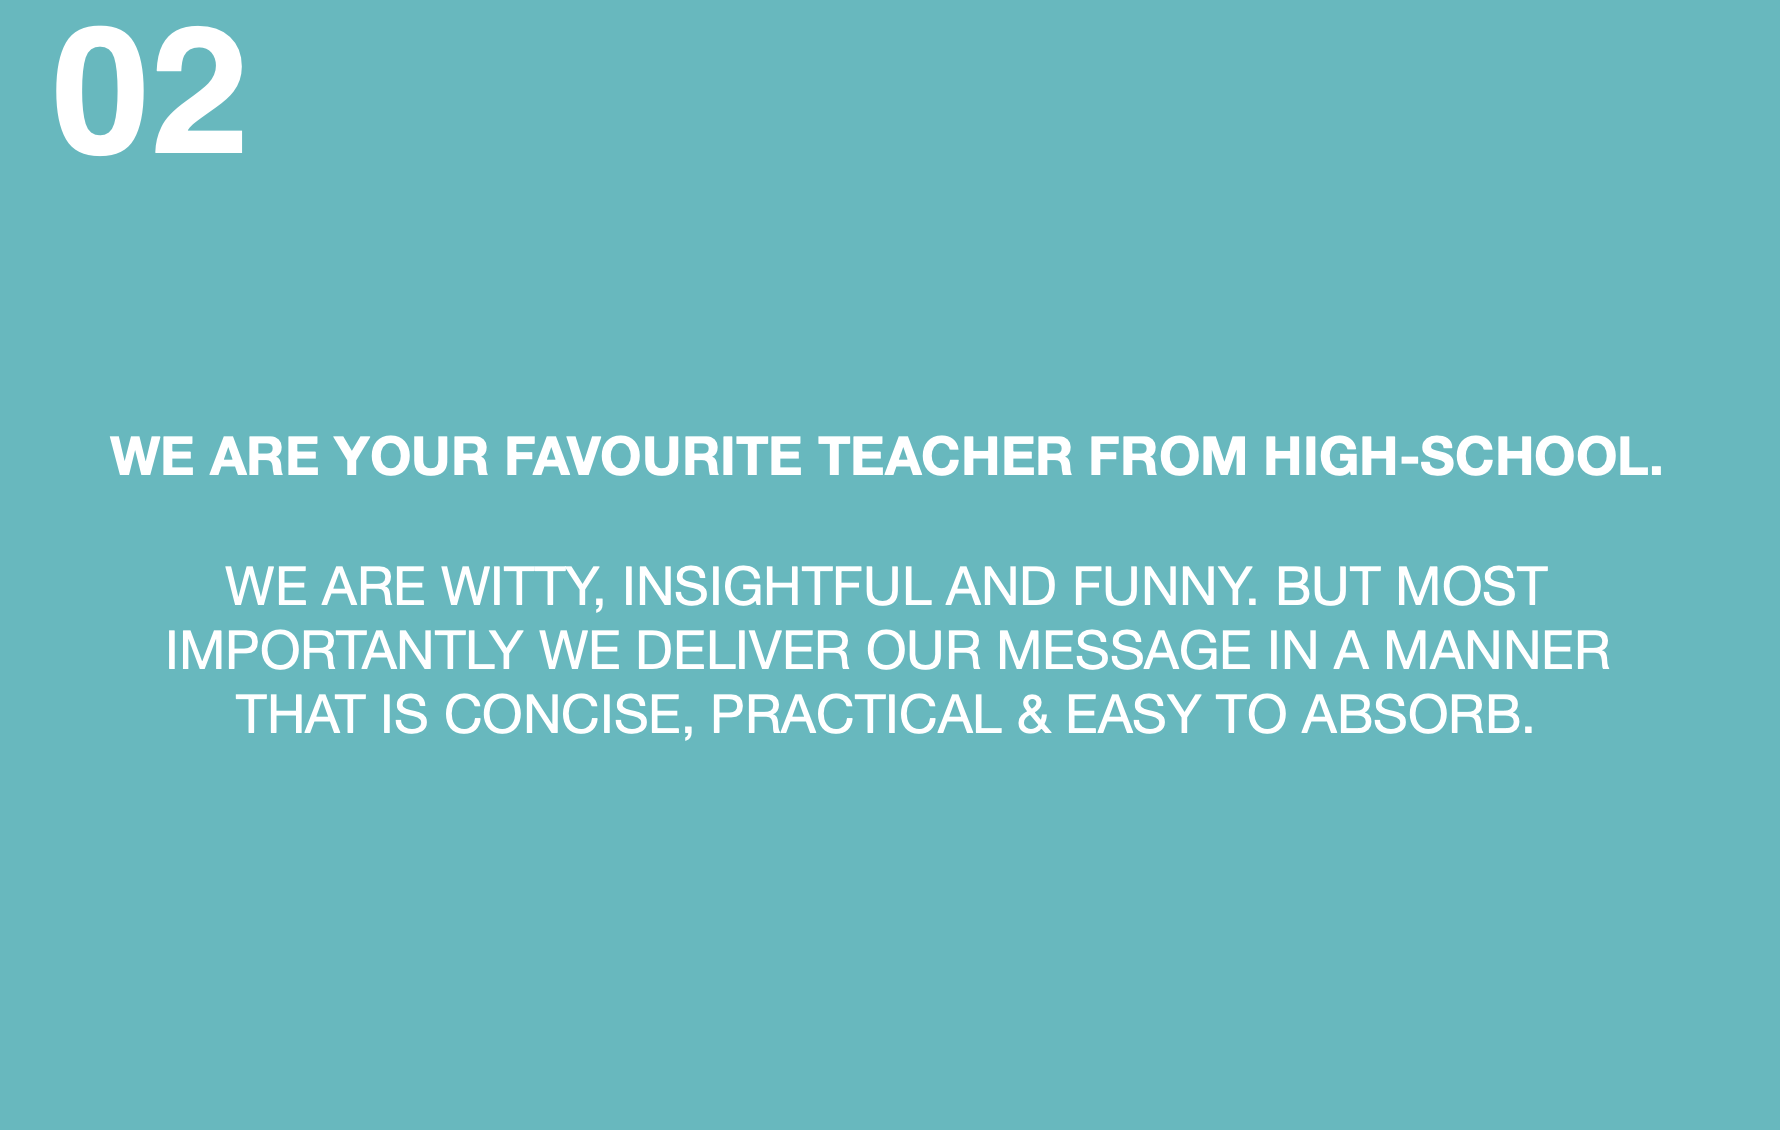 02
WE ARE YOUR FAVOURITE TEACHER FROM HIGH-SCHOOL.
WE ARE WITTY, INSIGHTFUL AND FUNNY. BUT MOST
IMPORTANTLY WE DELIVER OUR MESSAGE IN A MANNER
THAT IS CONCISE, PRACTICAL & EASY TO ABSORB.